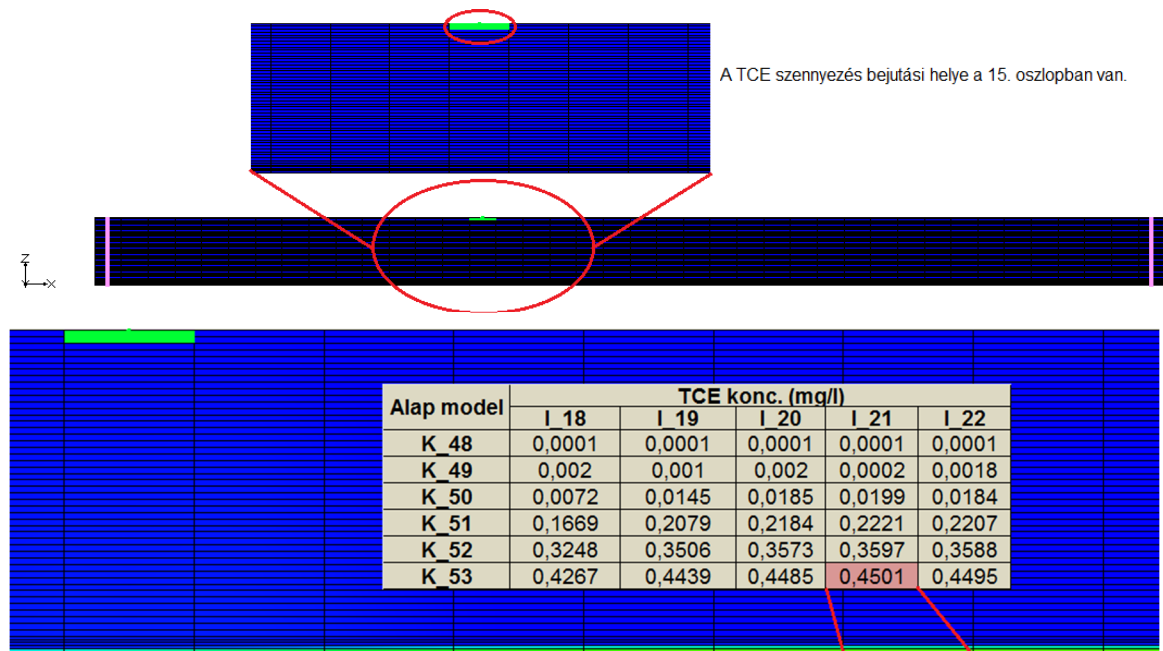 A TCE szennyezés bejutási helye a 15. oszlopban van.
Z
X
Alap model TCE konc. (mg/l)
I_18 I_19 I_20 I_21 I_22
K_48 0,0001 0,0001 0,0001 0,0001 0,0001
K_49 0,002 0,001 0,002 0,0002 0,0018
K_50 0,0072 0,0145 0,0185 0,0199 0,0184
K_51 0,1669 0,2079 0,2184 0,2221 0,2207
K_52 0,3248 0,3506 0,3573 0,3597 0,3588
K_53 0,4267 0,4439 0,4485 0,4501 0,4495